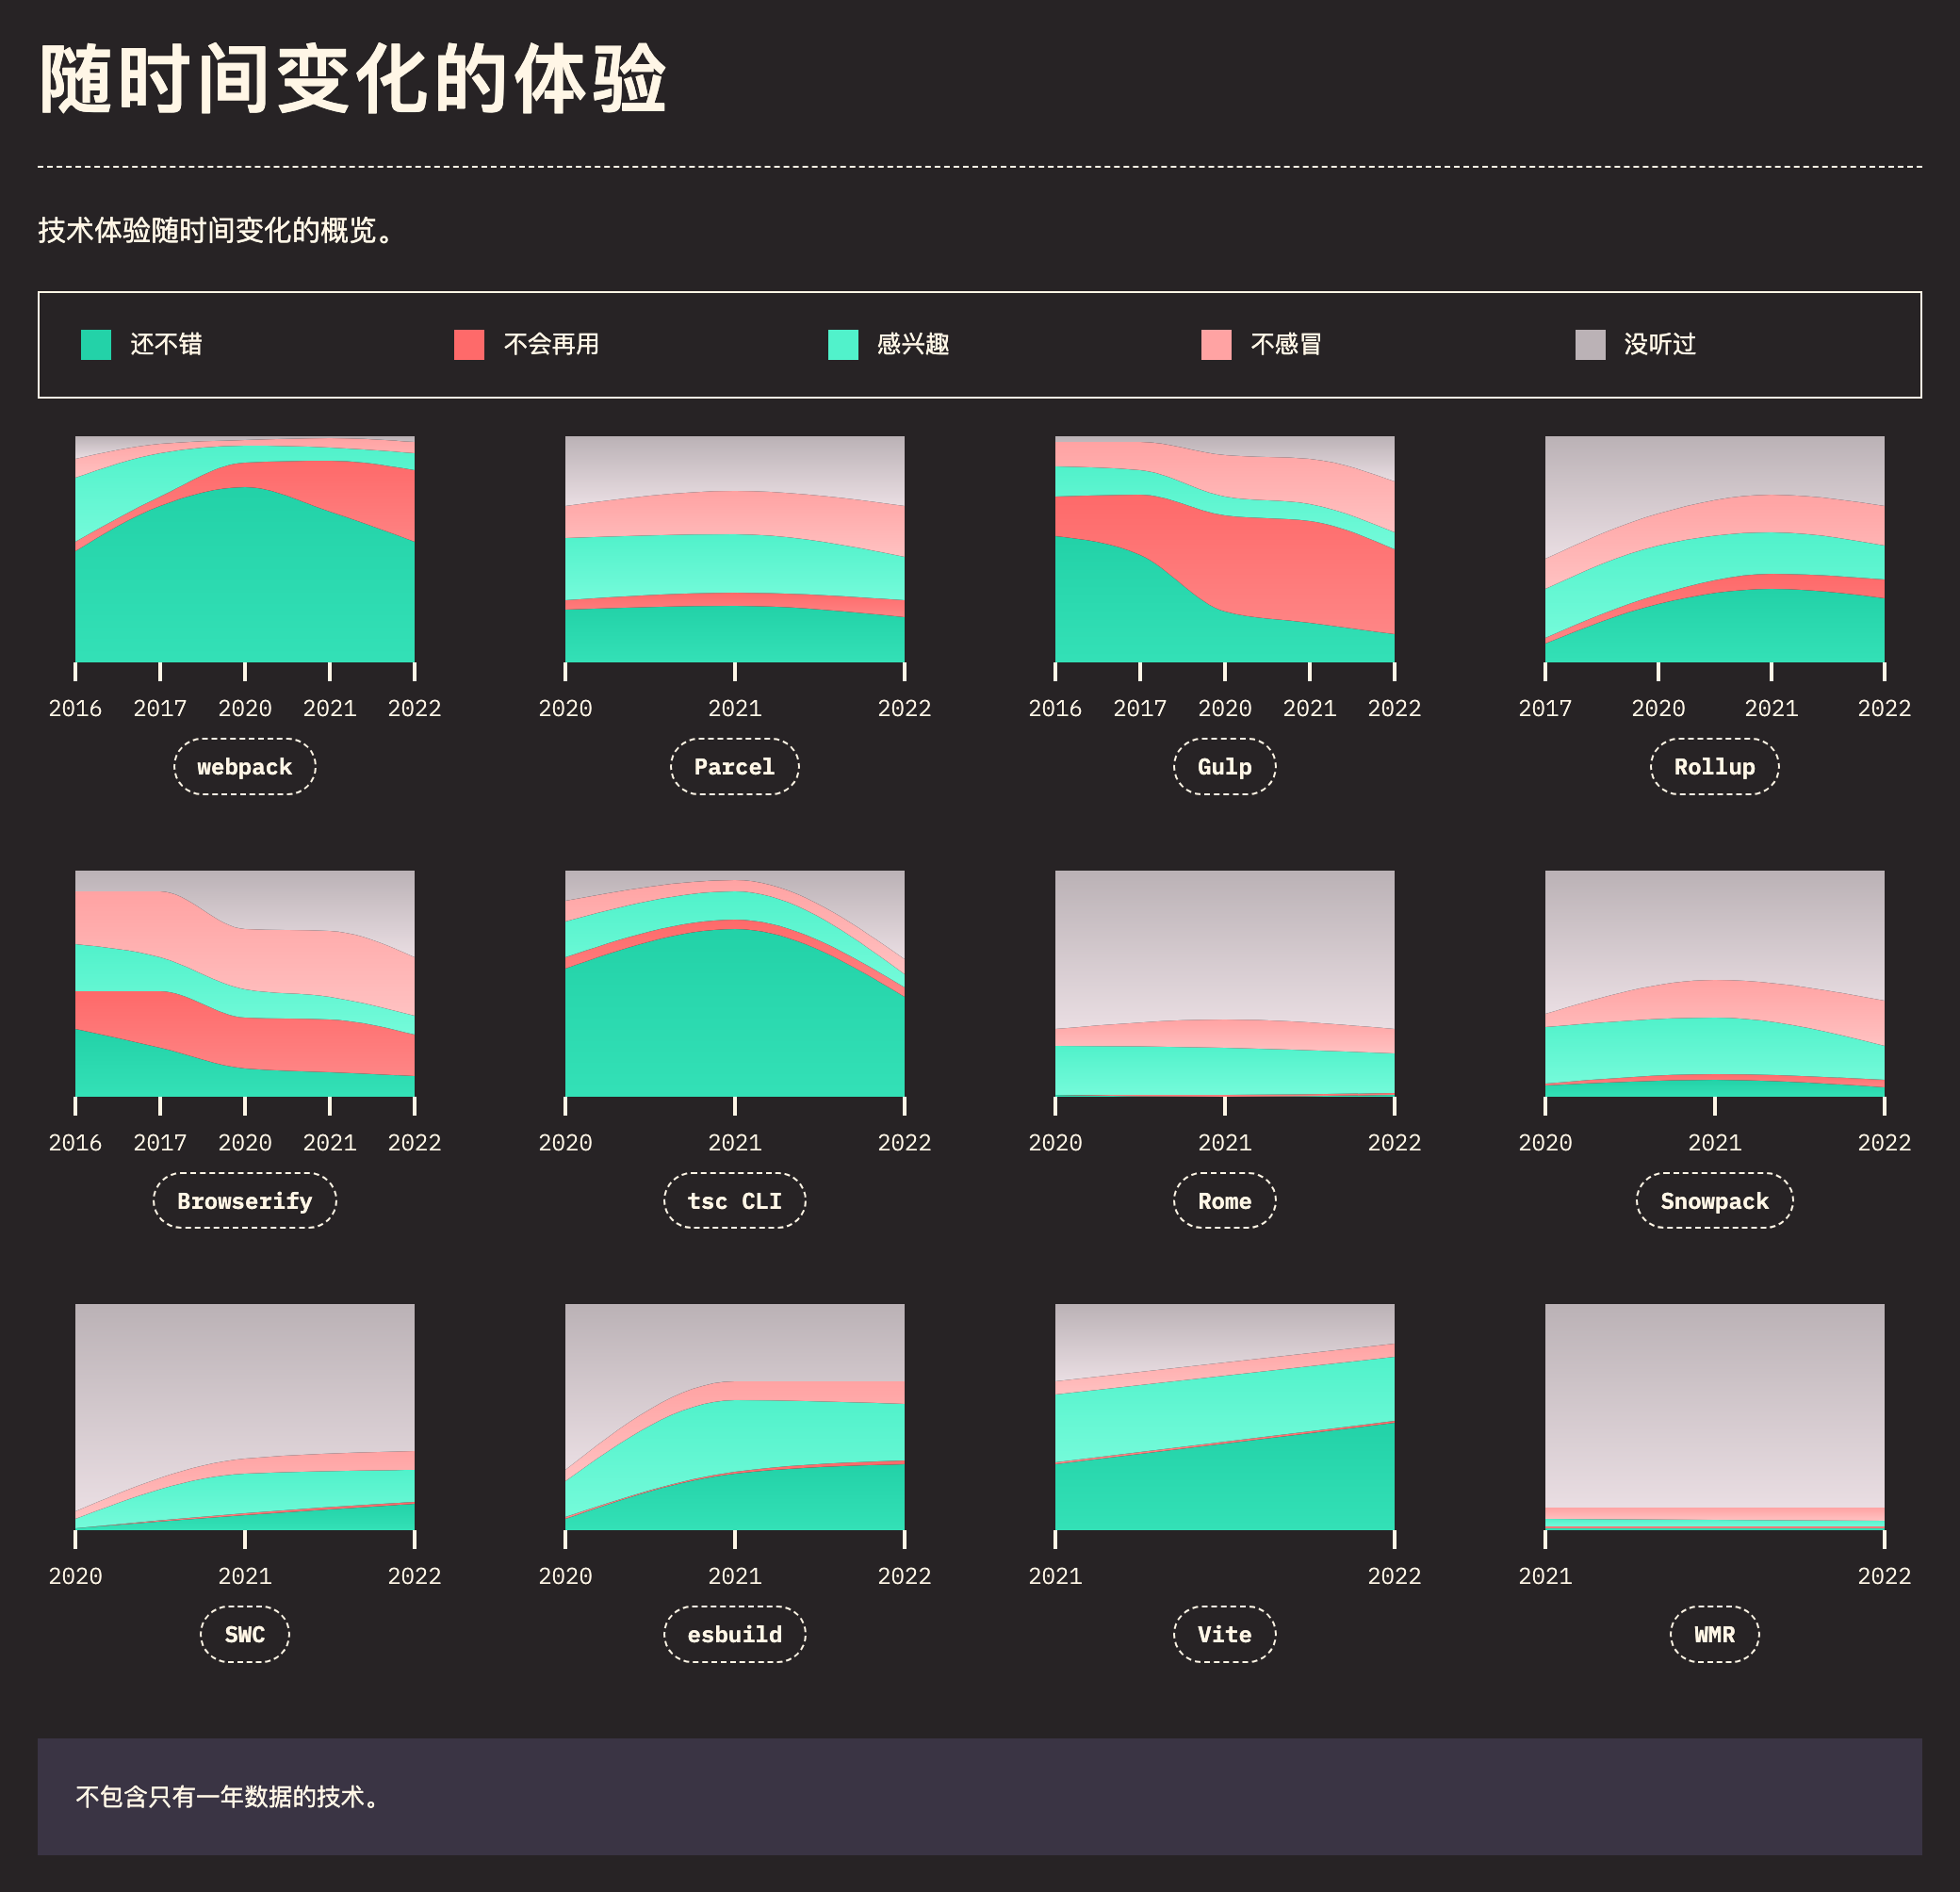 随时间变化的体验
技术体验随时间变化的概览。
还不错 不会再用 感兴趣 不感冒 没听过
2016 2017 2020 2021 2022 2020 2021 2022 2016 2017 2020 2021 2022 2017 2020 2021 2022
webpack Parcel Gulp Rollup
2016 2017 2020 2021 2022 2020 2021 2022 2020 2021 2022 2020 2021 2022
Browserify tsc CLI Rome Snowpack
2020 2021 2022 2020 2021 2022 2021 2022 2021 2022
SWC esbuild Vite WMR
不包含只有一年数据的技术。